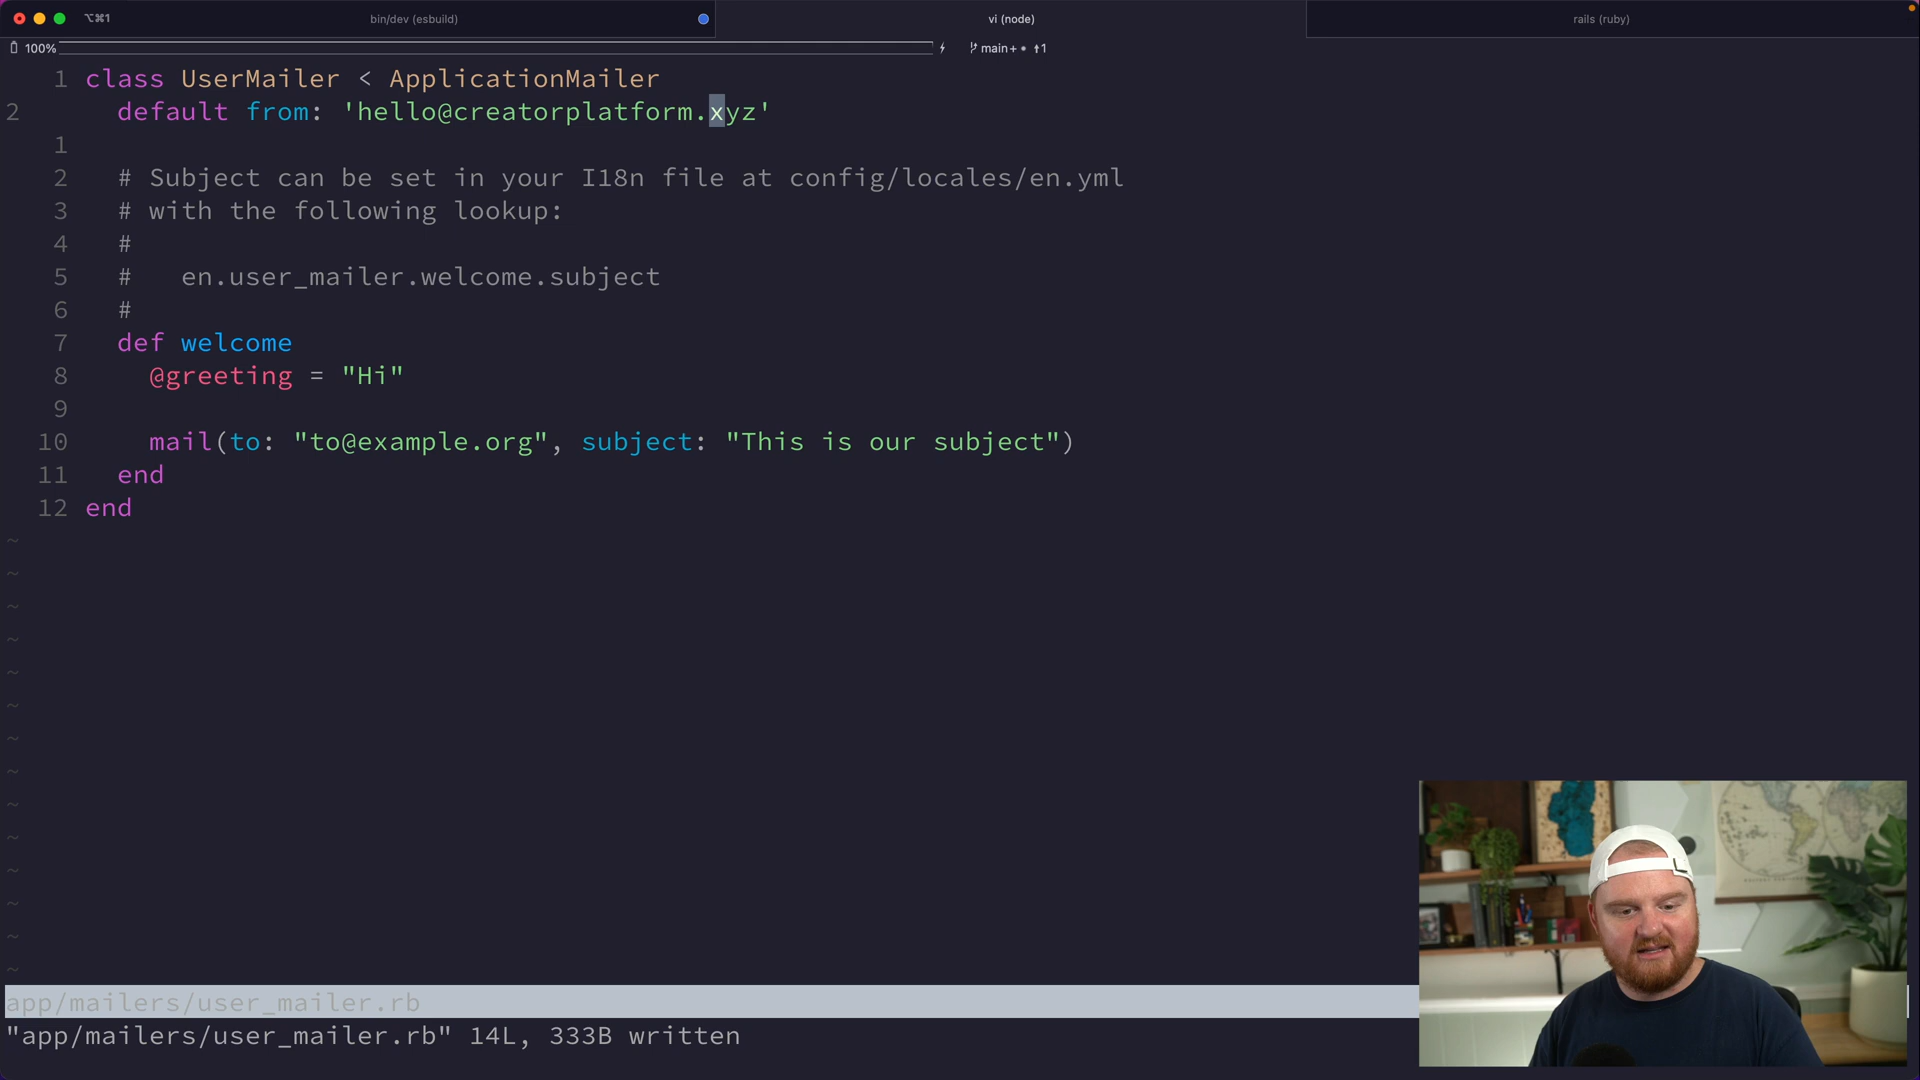 ⌥⌘1
bin/dev (esbuild)
vi (node)
rails (ruby)
100%
main+ • ↑1
1 class UserMailer < ApplicationMailer
2 default from: 'hello@creatorplatform.xyz'
1
2 # Subject can be set in your I18n file at config/locales/en.yml
3 # with the following lookup:
4 #
5 # en.user_mailer.welcome.subject
6 #
7 def welcome
8 @greeting = "Hi"
9
10 mail(to: "to@example.org", subject: "This is our subject")
11 end
12 end
~
~
~
~
~
~
~
~
~
~
~
~
~
~
app/mailers/user_mailer.rb
"app/mailers/user_mailer.rb" 14L, 333B written